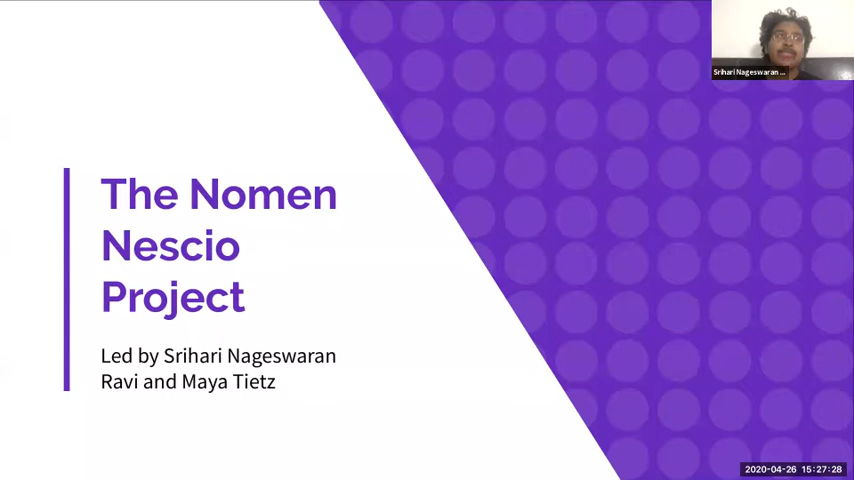 The Nomen
Nescio
Project
Led by Srihari Nageswaran
Ravi and Maya Tietz
Srihari Nageswaran ...
2020-04-26 15:27:28